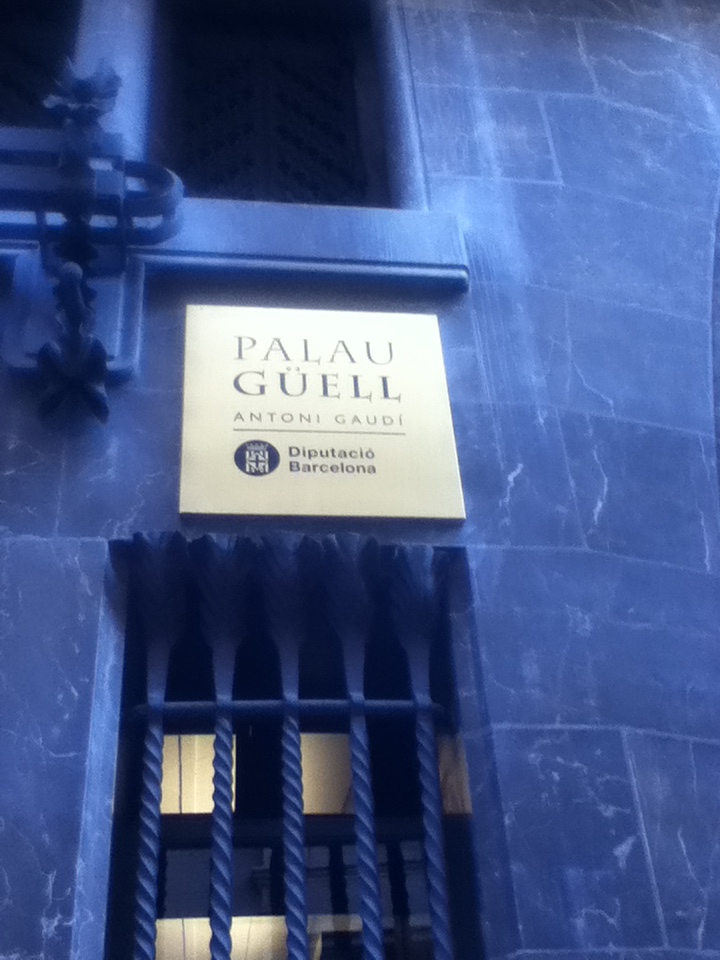 PALAU
GÜELL
ANTONI GAUDÍ
Diputació
Barcelona